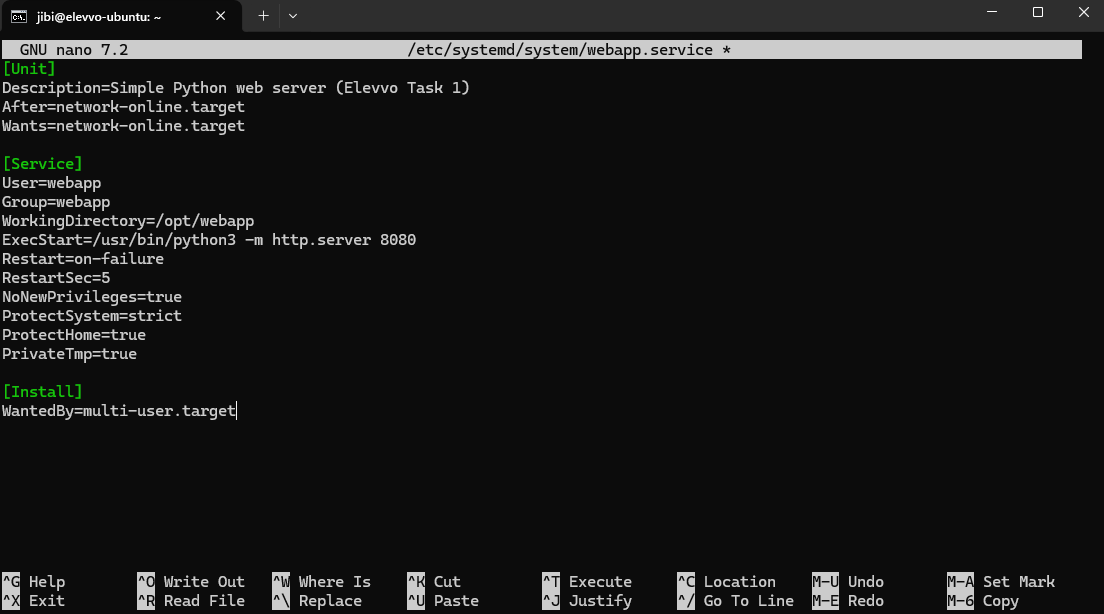 jibi@elevvo-ubuntu: ~
GNU nano 7.2 /etc/systemd/system/webapp.service *
[Unit]
Description=Simple Python web server (Elevvo Task 1)
After=network-online.target
Wants=network-online.target
[Service]
User=webapp
Group=webapp
WorkingDirectory=/opt/webapp
ExecStart=/usr/bin/python3 -m http.server 8080
Restart=on-failure
RestartSec=5
NoNewPrivileges=true
ProtectSystem=strict
ProtectHome=true
PrivateTmp=true
[Install]
WantedBy=multi-user.target
^G Help ^O Write Out ^W Where Is ^K Cut ^T Execute ^C Location M-U Undo M-A Set Mark
^X Exit ^R Read File ^\ Replace ^U Paste ^J Justify ^/ Go To Line M-E Redo M-6 Copy